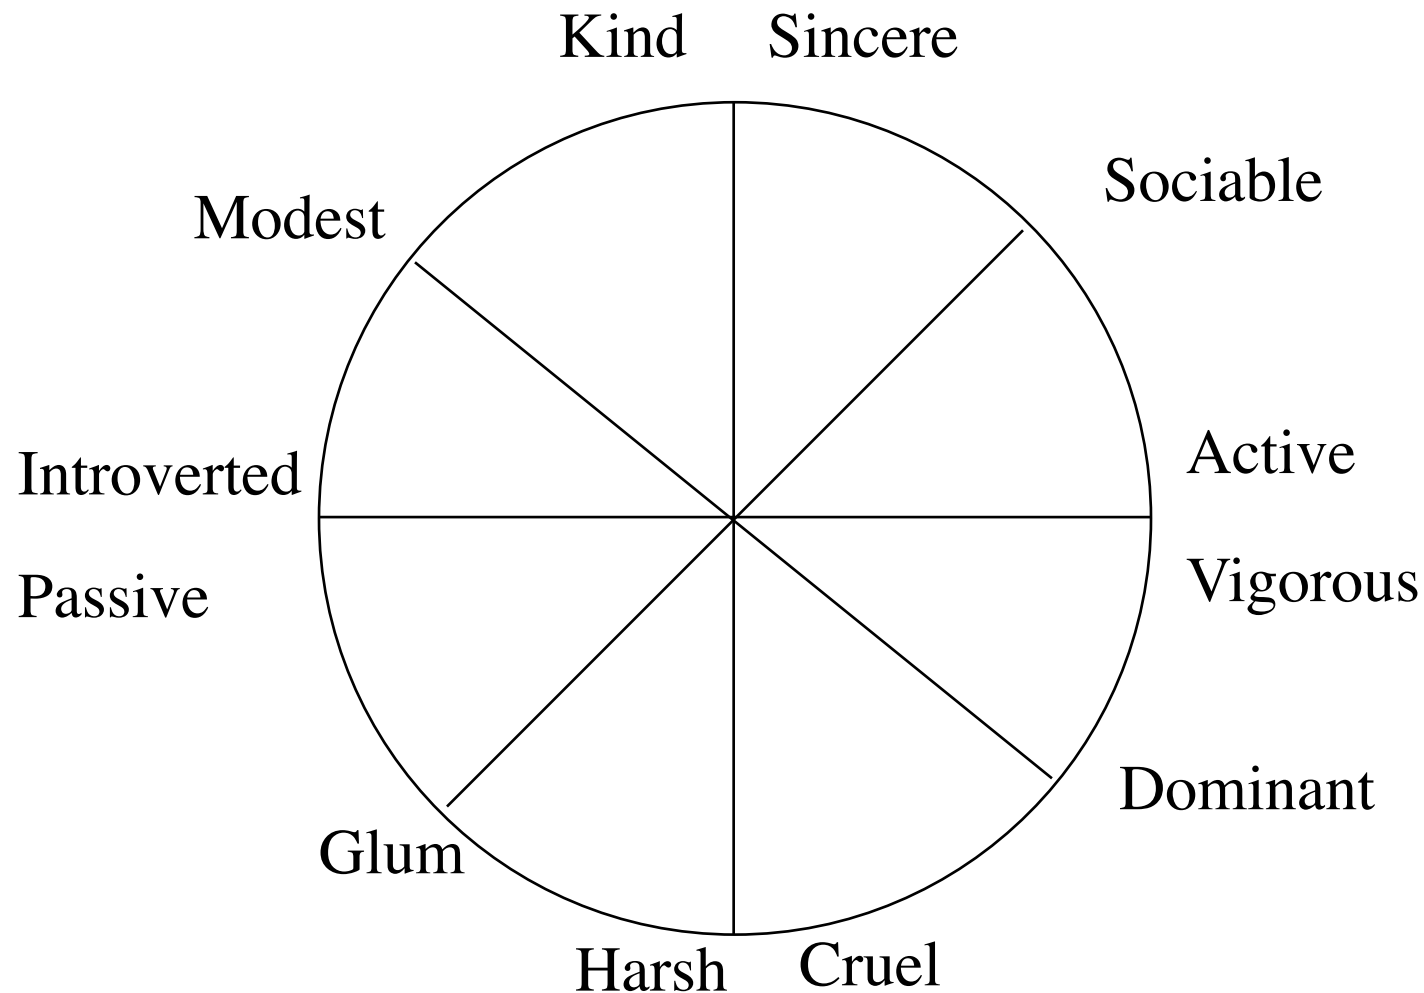 Kind Sincere
Sociable
Modest
Active
Introverted
Vigorous
Passive
Dominant
Glum
Harsh Cruel